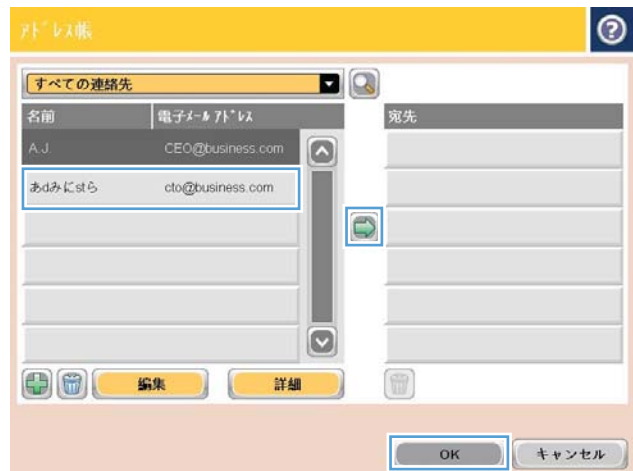 アドレス帳
?
すべての連絡先
名前 電子メール アドレス 宛先
A.J. CEO@business.com
あdみにstら cto@business.com
編集 詳細
OK キャンセル